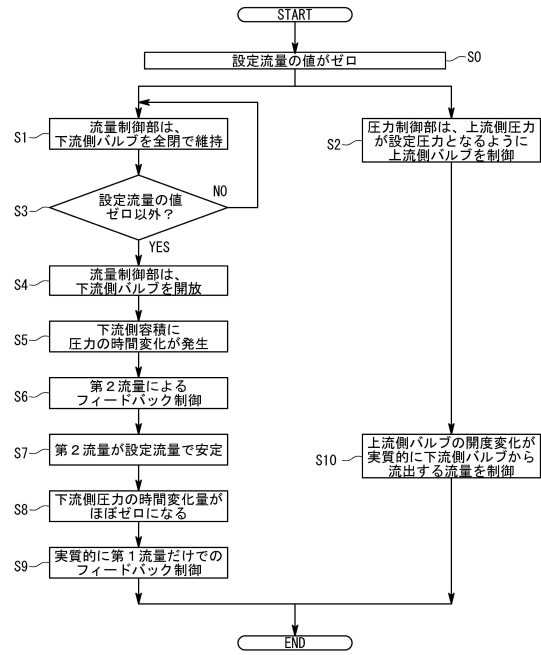 START
設定流量の値がゼロ
S0
S1
流量制御部は、
下流側バルブを全閉で維持
S2
圧力制御部は、上流側圧力
が設定圧力となるように
上流側バルブを制御
S3
設定流量の値
ゼロ以外？
NO
YES
S4
流量制御部は、
下流側バルブを開放
S5
下流側容積に
圧力の時間変化が発生
S6
第２流量による
フィードバック制御
S7
第２流量が設定流量で安定
S8
下流側圧力の時間変化量が
ほぼゼロになる
S9
実質的に第１流量だけでの
フィードバック制御
S10
上流側バルブの開度変化が
実質的に下流側バルブから
流出する流量を制御
END